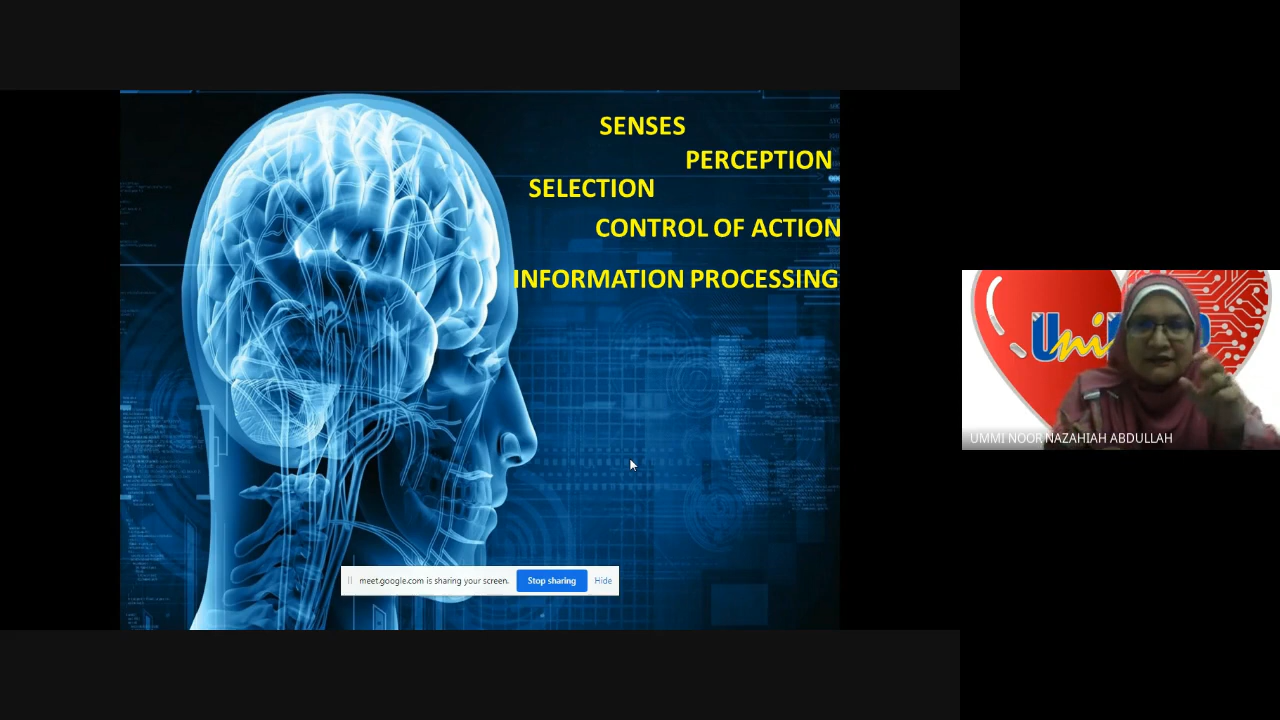 SENSES
PERCEPTION
SELECTION
CONTROL OF ACTION
INFORMATION PROCESSING
Uni
UMMI NOOR NAZAHIAH ABDULLAH
meet.google.com is sharing your screen.
Stop sharing
Hide